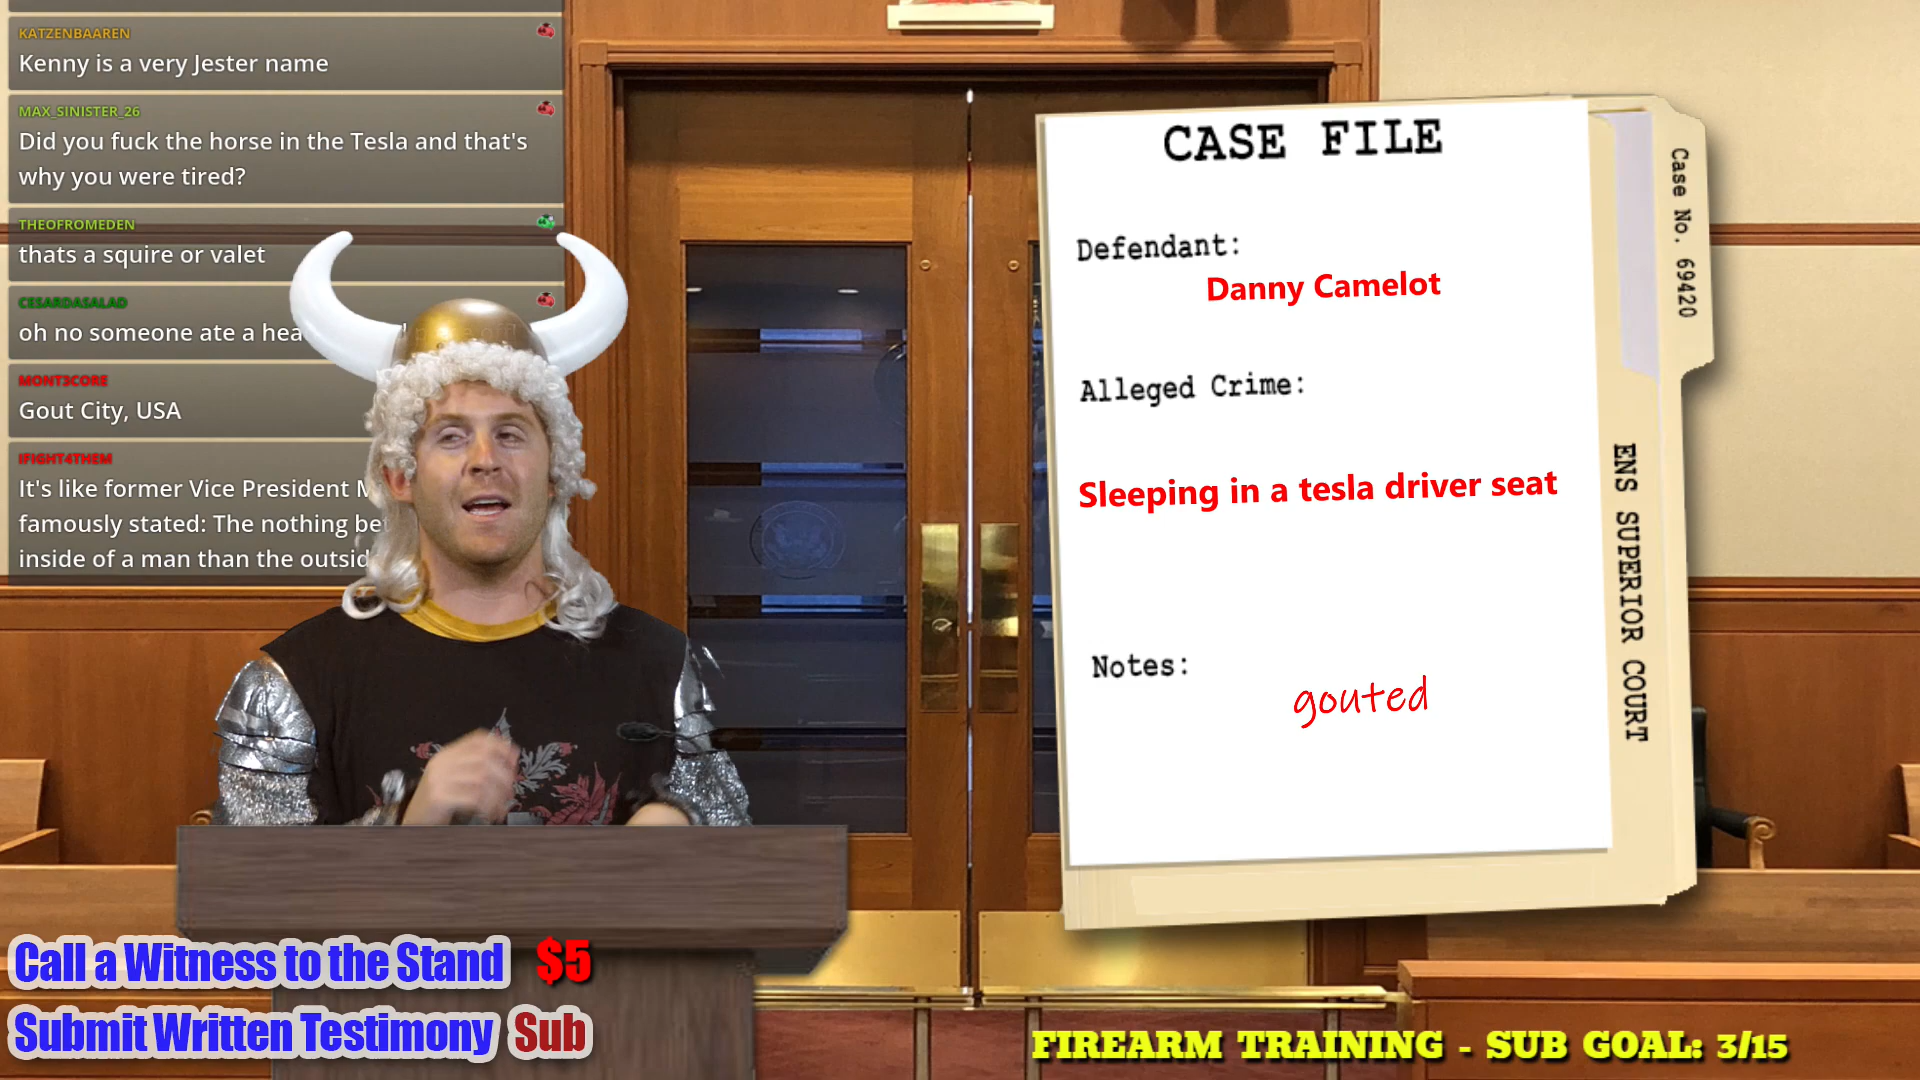 KATZENBAAREN
Kenny is a very Jester name
MAX_SINISTER_26
Did you fuck the horse in the Tesla and that's
why you were tired?
THEOFROMEDEN
thats a squire or valet
CESARDASALAD
oh no someone ate a hea
MONT3CORE
Gout City, USA
IFIGHT4THEM
It's like former Vice President
famously stated: The nothing be
inside of a man than the outsid
CASE FILE
Defendant:
Danny Camelot
Alleged Crime:
Sleeping in a tesla driver seat
Notes:
gouted
Case No. 69420
ENS SUPERIOR COURT
Call a Witness to the Stand $5
Submit Written Testimony Sub
FIREARM TRAINING - SUB GOAL: 3/15